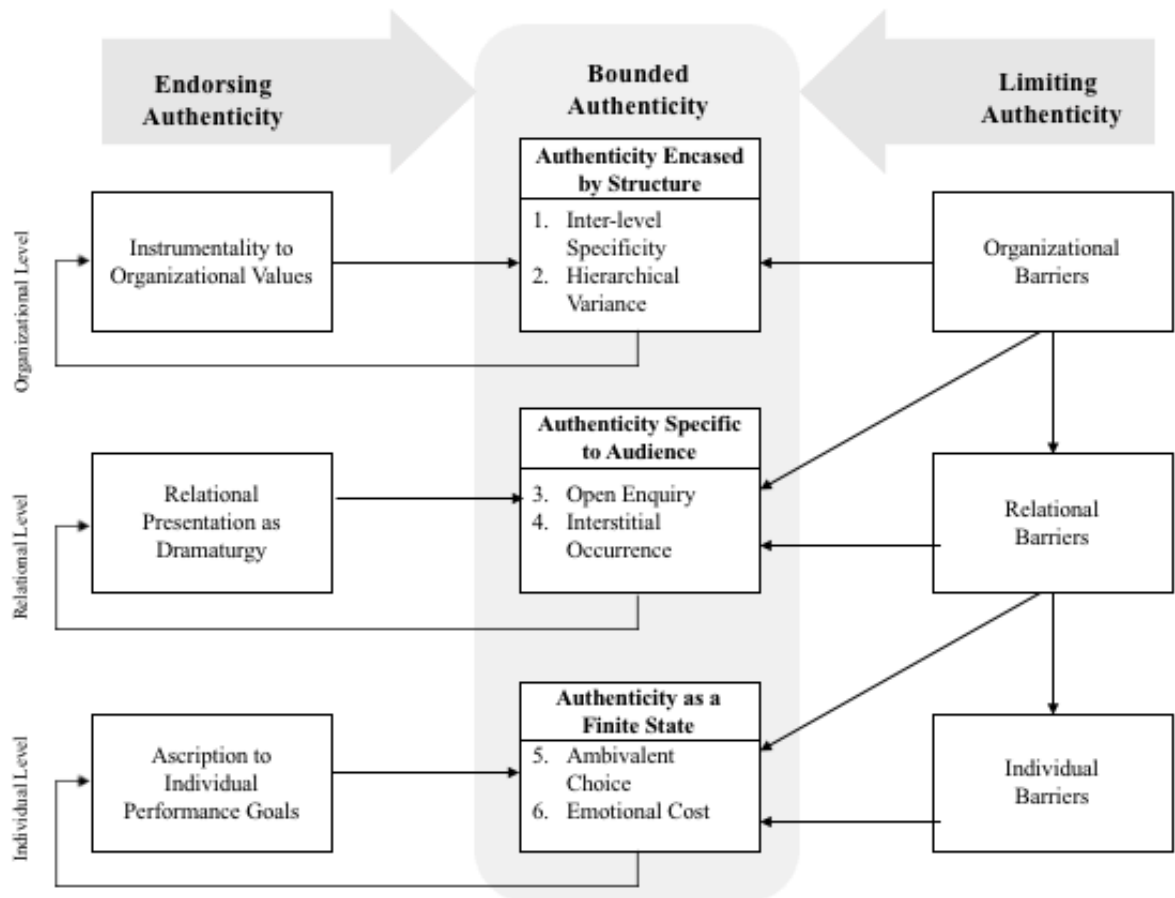 Endorsing
Authenticity
Bounded
Authenticity
Limiting
Authenticity
Organizational Level
Instrumentality to
Organizational Values
Authenticity Encased
by Structure
1. Inter-level
Specificity
2. Hierarchical
Variance
Organizational
Barriers
Relational Level
Relational
Presentation as
Dramaturgy
Authenticity Specific
to Audience
3. Open Enquiry
4. Interstitial
Occurrence
Relational
Barriers
Individual Level
Ascription to
Individual
Performance Goals
Authenticity as a
Finite State
5. Ambivalent
Choice
6. Emotional Cost
Individual
Barriers